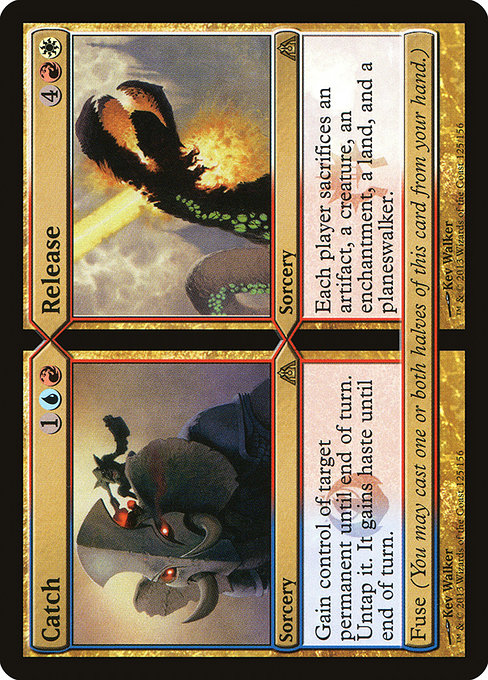 Catch 1
Sorcery
Gain control of target
permanent until end of turn.
Untap it. It gains haste until
end of turn.
Kev Walker
™ & © 2013 Wizards of the Coast 125/156
Release 4
Sorcery
Each player sacrifices an
artifact, a creature, an
enchantment, a land, and a
planeswalker.
Kev Walker
™ & © 2013 Wizards of the Coast 125/156
Fuse (You may cast one or both halves of this card from your hand.)